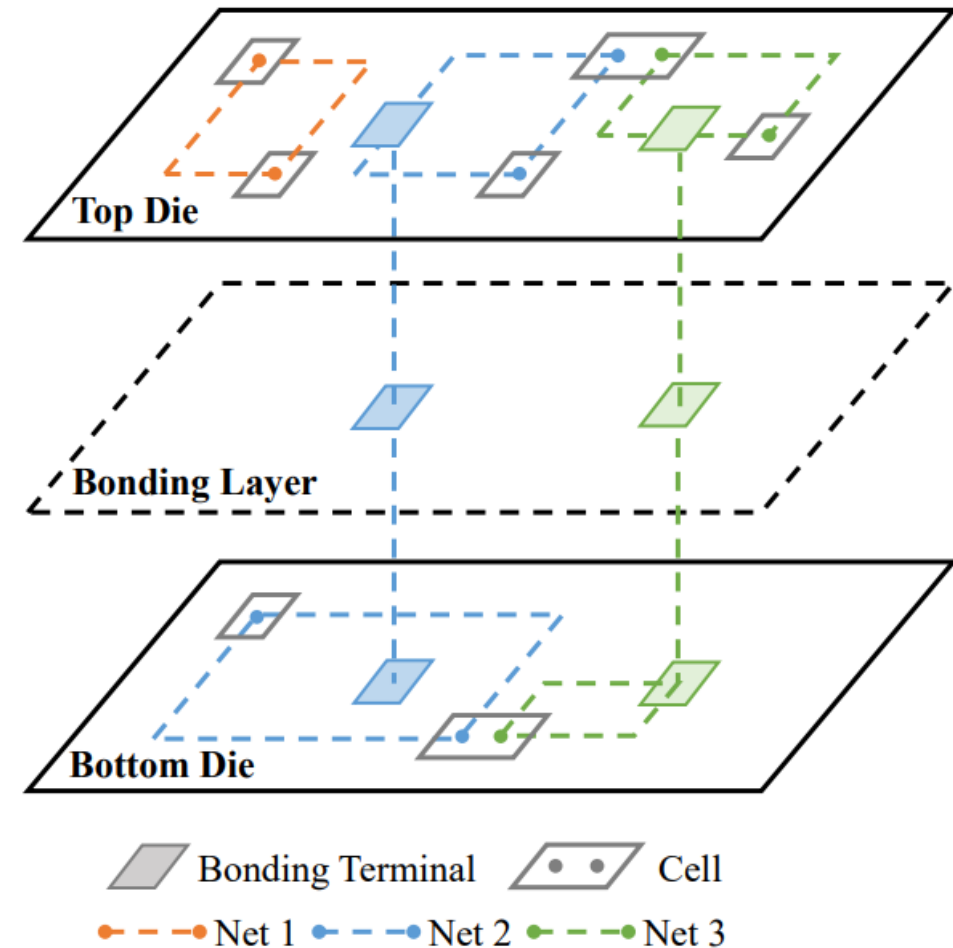 Top Die
Bonding Layer
Bottom Die
Bonding Terminal
Cell
Net 1
Net 2
Net 3